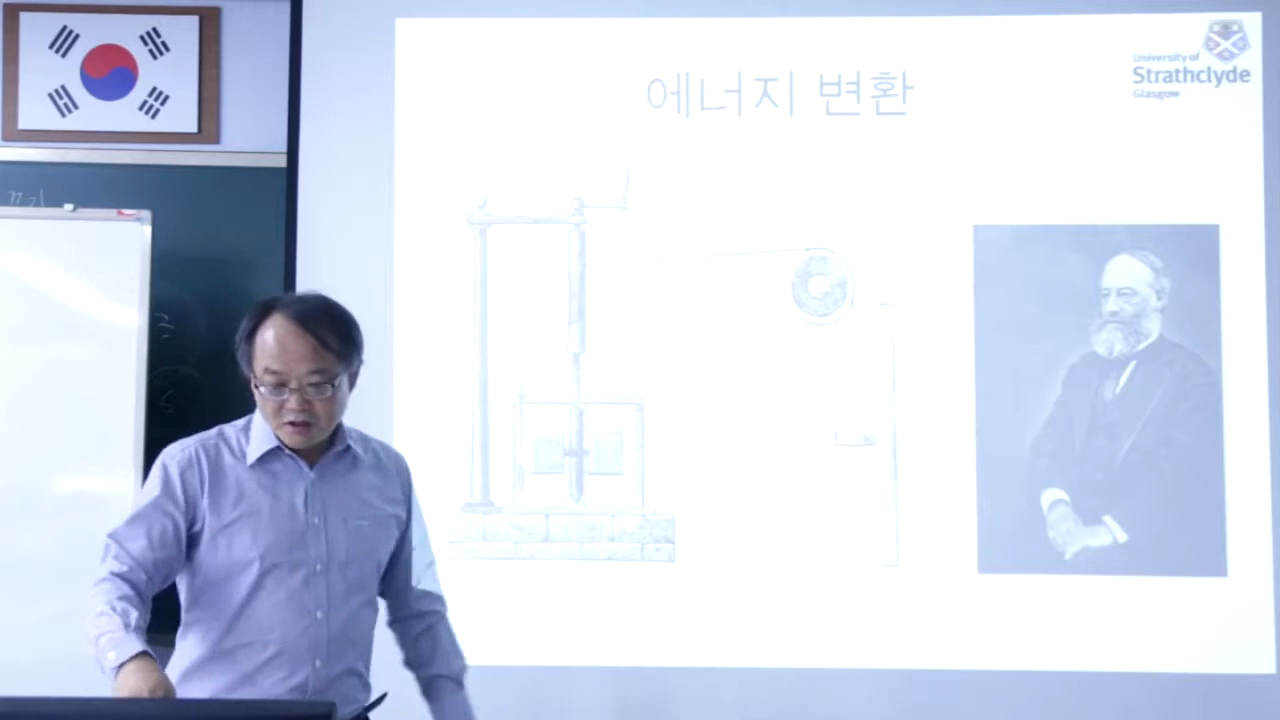 에너지 변환
University of
Strathclyde
Glasgow